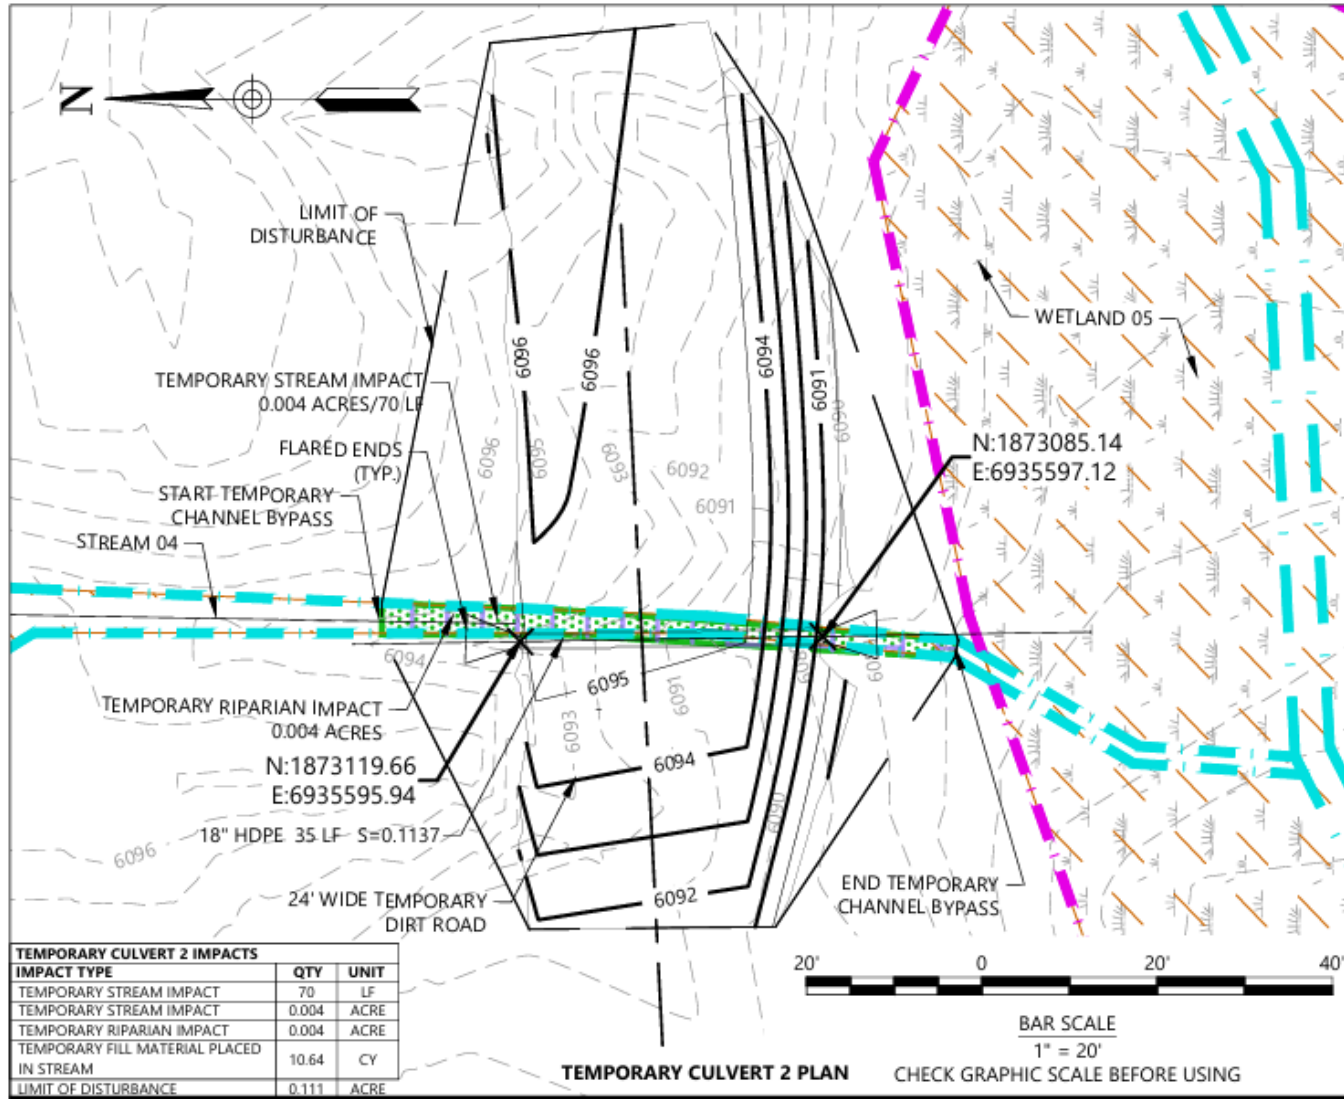 N
LIMIT OF
DISTURBANCE
6096
6096
6094
6091
6090
WETLAND 05
TEMPORARY STREAM IMPACT
0.004 ACRES/70 LF
FLARED ENDS
(TYP.)
6096
6095
6093
6092
6091
N:1873085.14
E:6935597.12
START TEMPORARY
CHANNEL BYPASS
STREAM 04
6094
6095
6091
6093
TEMPORARY RIPARIAN IMPACT
0.004 ACRES
N:1873119.66
E:6935595.94
6094
18" HDPE 35 LF S=0.1137
6090
6096
24' WIDE TEMPORARY
DIRT ROAD
6092
END TEMPORARY
CHANNEL BYPASS
TEMPORARY CULVERT 2 IMPACTS
IMPACT TYPE QTY UNIT
TEMPORARY STREAM IMPACT 70 LF
TEMPORARY STREAM IMPACT 0.004 ACRE
TEMPORARY RIPARIAN IMPACT 0.004 ACRE
TEMPORARY FILL MATERIAL PLACED
IN STREAM 10.64 CY
LIMIT OF DISTURBANCE 0.111 ACRE
20' 0 20' 40'
BAR SCALE
1" = 20'
TEMPORARY CULVERT 2 PLAN
CHECK GRAPHIC SCALE BEFORE USING